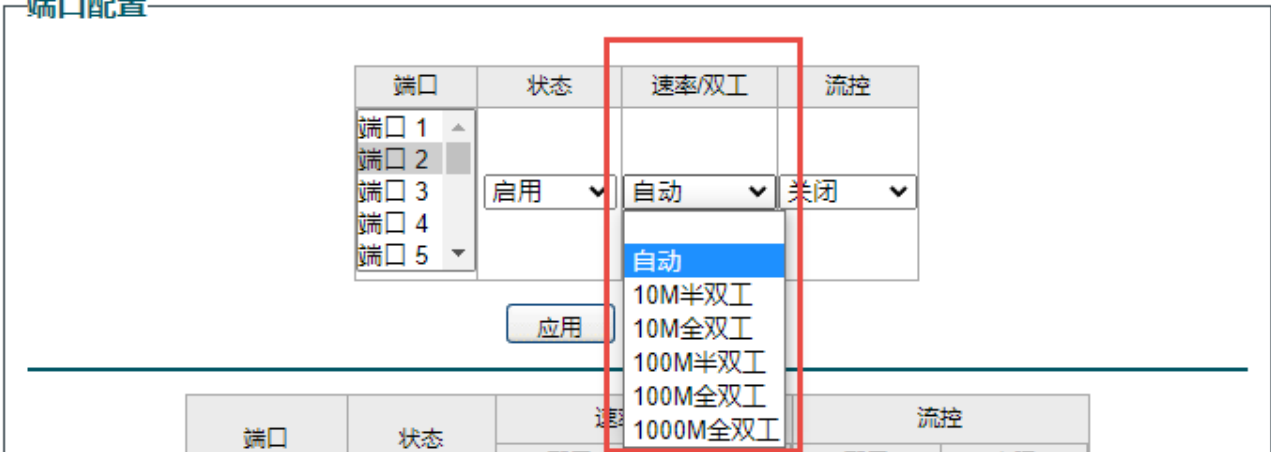 端口配置
端口 状态 速率/双工 流控
端口 1
端口 2
端口 3
端口 4
端口 5
启用 自动 关闭
自动
10M半双工
10M全双工
100M半双工
100M全双工
1000M全双工
应用
端口 状态 流控